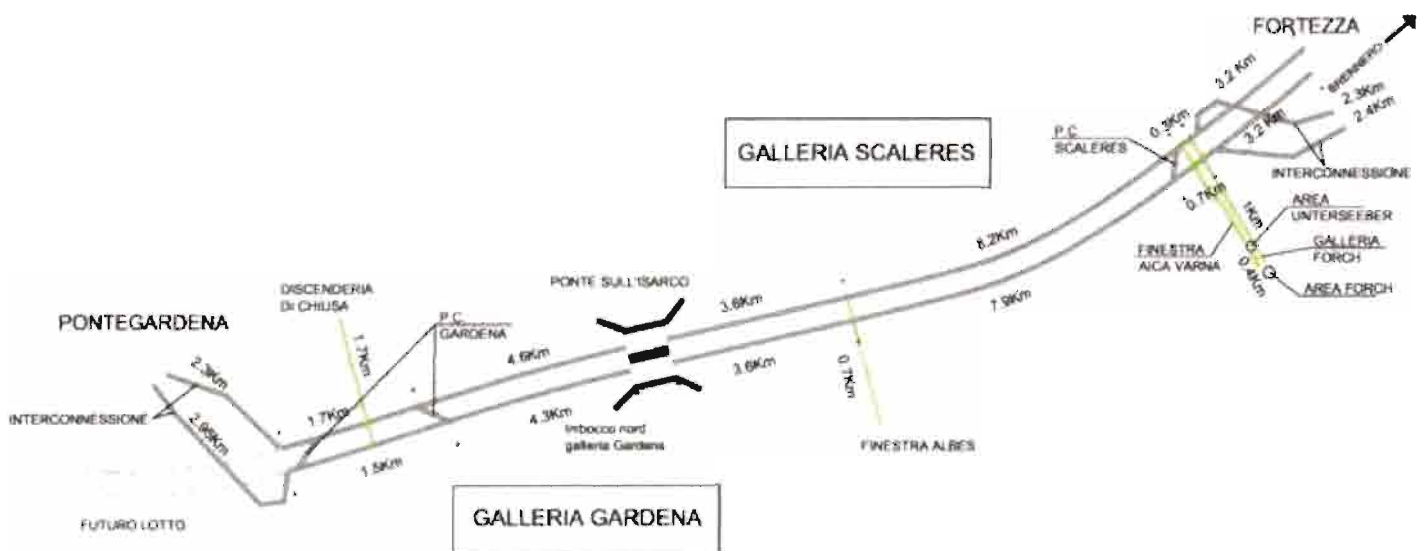 FORTEZZA
BRENNERO
3.2 Km
2.3Km
2.4Km
0.3Km
3.2 Km
P.C.
SCALERES
GALLERIA SCALERES
INTERCONNESSIONE
0.7Km
1Km
AREA
UNTERSEEBER
FINESTRA
AICA VARNA
GALLERIA
FORCH
0.4Km
AREA FORCH
8.2Km
7.9Km
PONTE SULL'ISARCO
3.6Km
3.6Km
0.7Km
FINESTRA ALBES
DISCENDERIA
DI CHIUSA
PONTEGARDENA
P.C.
GARDENA
1.7Km
4.6Km
2.3Km
INTERCONNESSIONE
1.7Km
4.3Km
Imbocco nord
galleria Gardena
2.95Km
1.5Km
FUTURO LOTTO
GALLERIA GARDENA